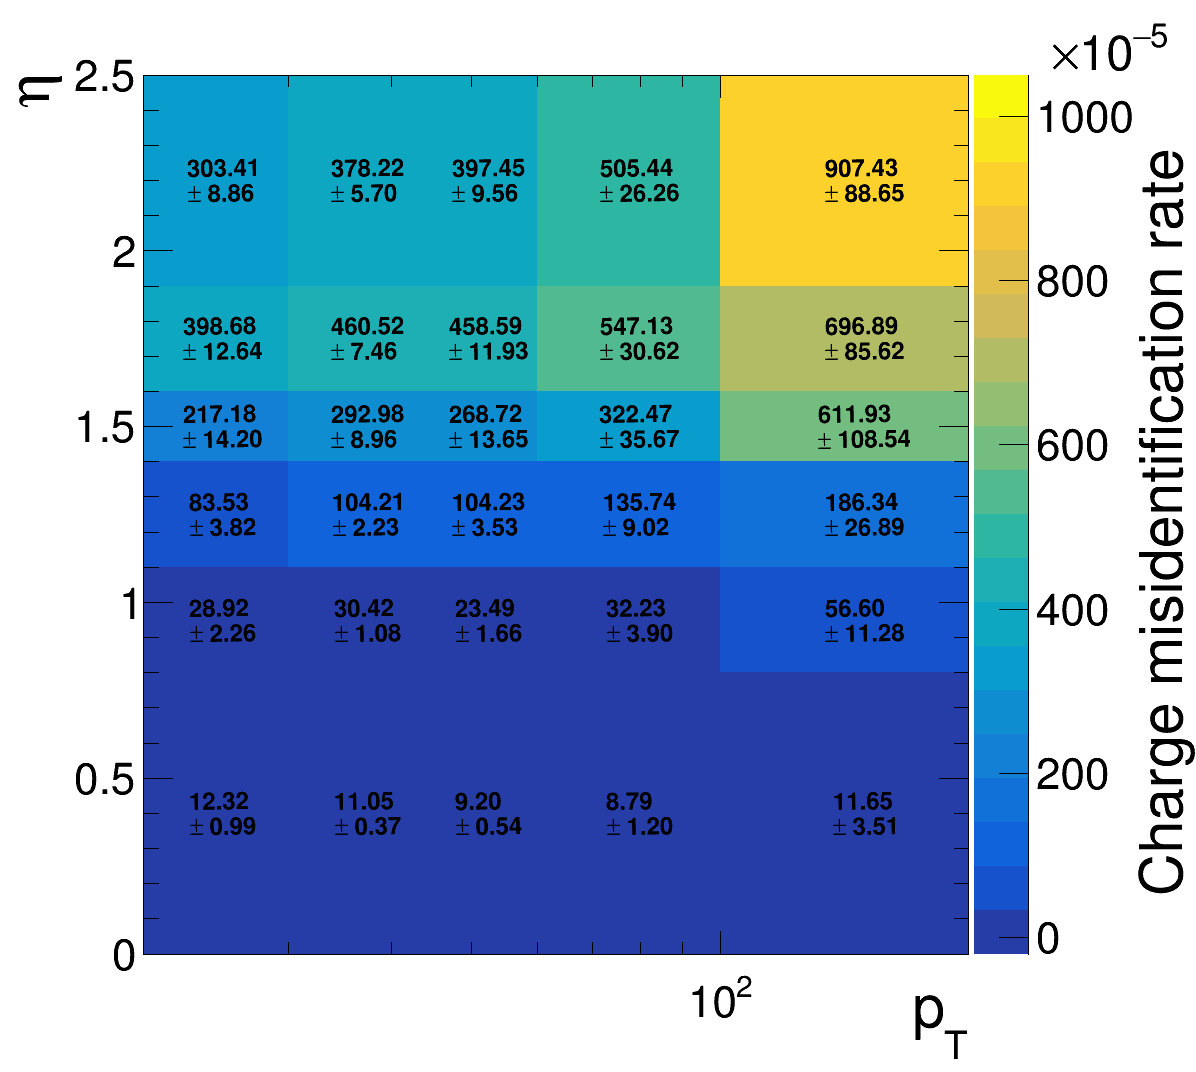 ×10⁻⁵
η
2.5
2
1.5
1
0.5
0
303.41 378.22 397.45 505.44 907.43
± 8.86 ± 5.70 ± 9.56 ± 26.26 ± 88.65
398.68 460.52 458.59 547.13 696.89
± 12.64 ± 7.46 ± 11.93 ± 30.62 ± 85.62
217.18 292.98 268.72 322.47 611.93
± 14.20 ± 8.96 ± 13.65 ± 35.67 ± 108.54
83.53 104.21 104.23 135.74 186.34
± 3.82 ± 2.23 ± 3.53 ± 9.02 ± 26.89
28.92 30.42 23.49 32.23 56.60
± 2.26 ± 1.08 ± 1.66 ± 3.90 ± 11.28
12.32 11.05 9.20 8.79 11.65
± 0.99 ± 0.37 ± 0.54 ± 1.20 ± 3.51
10²
p_T
1000
800
600
400
200
0
Charge misidentification rate